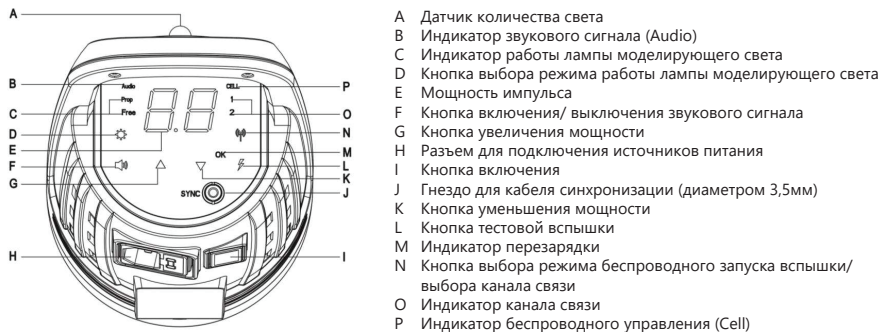 A
B
C
D
E
F
G
H
Audio
Prop
Free
CELL
1
2
OK
SYNC
P
O
N
M
L
K
J
I
A Датчик количества света
B Индикатор звукового сигнала (Audio)
C Индикатор работы лампы моделирующего света
D Кнопка выбора режима работы лампы моделирующего света
E Мощность импульса
F Кнопка включения/ выключения звукового сигнала
G Кнопка увеличения мощности
H Разъем для подключения источников питания
I Кнопка включения
J Гнездо для кабеля синхронизации (диаметром 3,5мм)
K Кнопка уменьшения мощности
L Кнопка тестовой вспышки
M Индикатор перезарядки
N Кнопка выбора режима беспроводного запуска вспышки/
выбора канала связи
O Индикатор канала связи
P Индикатор беспроводного управления (Cell)